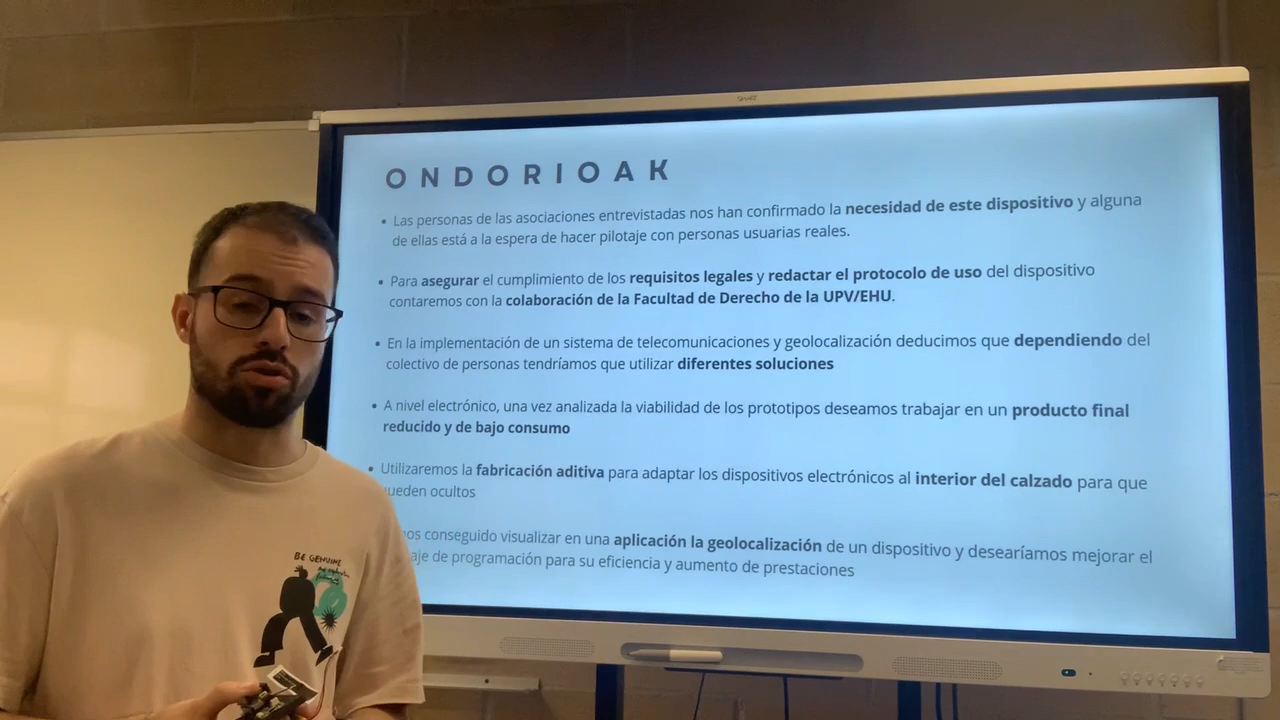 SMART
ONDORIOAK
• Las personas de las asociaciones entrevistadas nos han confirmado la necesidad de este dispositivo y alguna
de ellas está a la espera de hacer pilotaje con personas usuarias reales.
• Para asegurar el cumplimiento de los requisitos legales y redactar el protocolo de uso del dispositivo
contaremos con la colaboración de la Facultad de Derecho de la UPV/EHU.
• En la implementación de un sistema de telecomunicaciones y geolocalización deducimos que dependiendo del
colectivo de personas tendríamos que utilizar diferentes soluciones
• A nivel electrónico, una vez analizada la viabilidad de los prototipos deseamos trabajar en un producto final
reducido y de bajo consumo
• Utilizaremos la fabricación aditiva para adaptar los dispositivos electrónicos al interior del calzado para que
ueden ocultos
os conseguido visualizar en una aplicación la geolocalización de un dispositivo y desearíamos mejorar el
aje de programación para su eficiencia y aumento de prestaciones
BE GENUINE